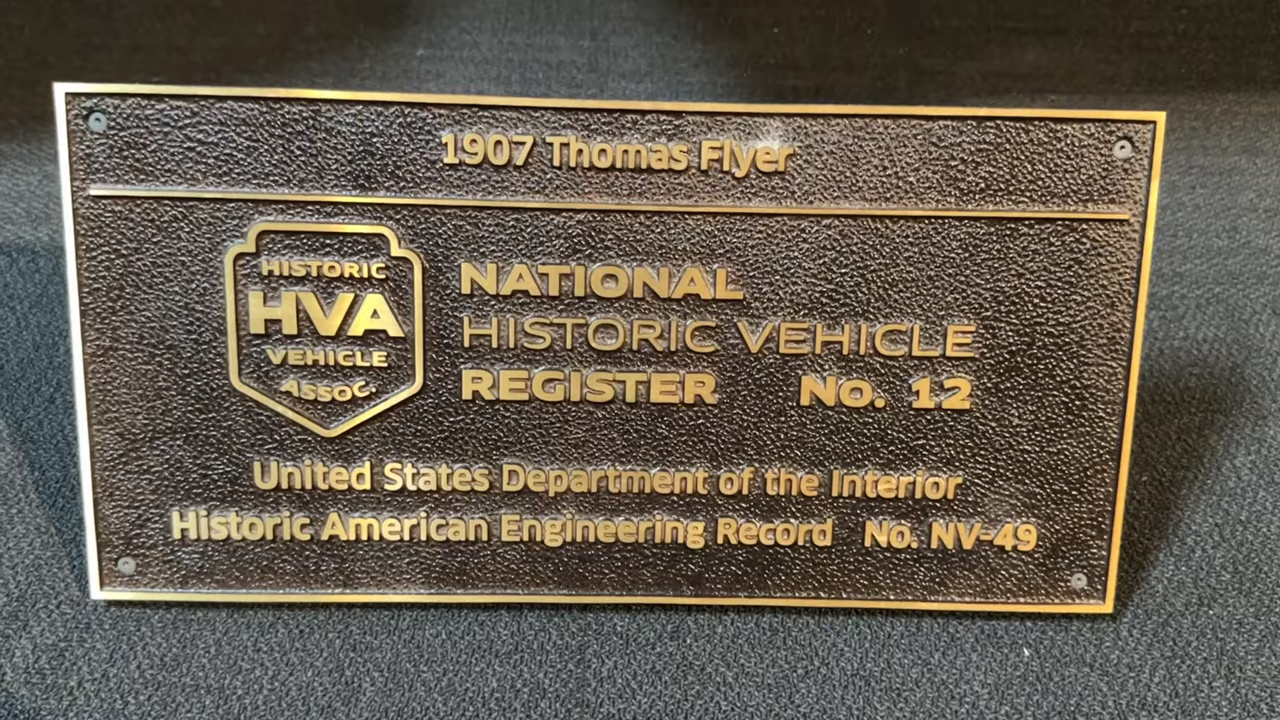 1907 Thomas Flyer
HISTORIC
HVA
VEHICLE
ASSOC.
NATIONAL
HISTORIC VEHICLE
REGISTER No. 12
United States Department of the Interior
Historic American Engineering Record No. NV-49